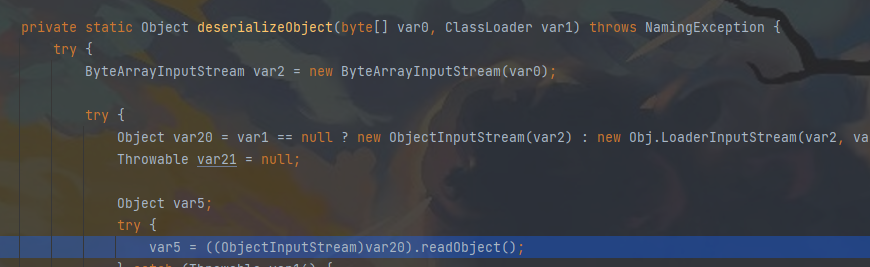 private static Object deserializeObject(byte[] var0, ClassLoader var1) throws NamingException {
try {
ByteArrayInputStream var2 = new ByteArrayInputStream(var0);
try {
Object var20 = var1 == null ? new ObjectInputStream(var2) : new Obj.LoaderInputStream(var2, va
Throwable var21 = null;
Object var5;
try {
var5 = ((ObjectInputStream)var20).readObject();
} catch (Throwable